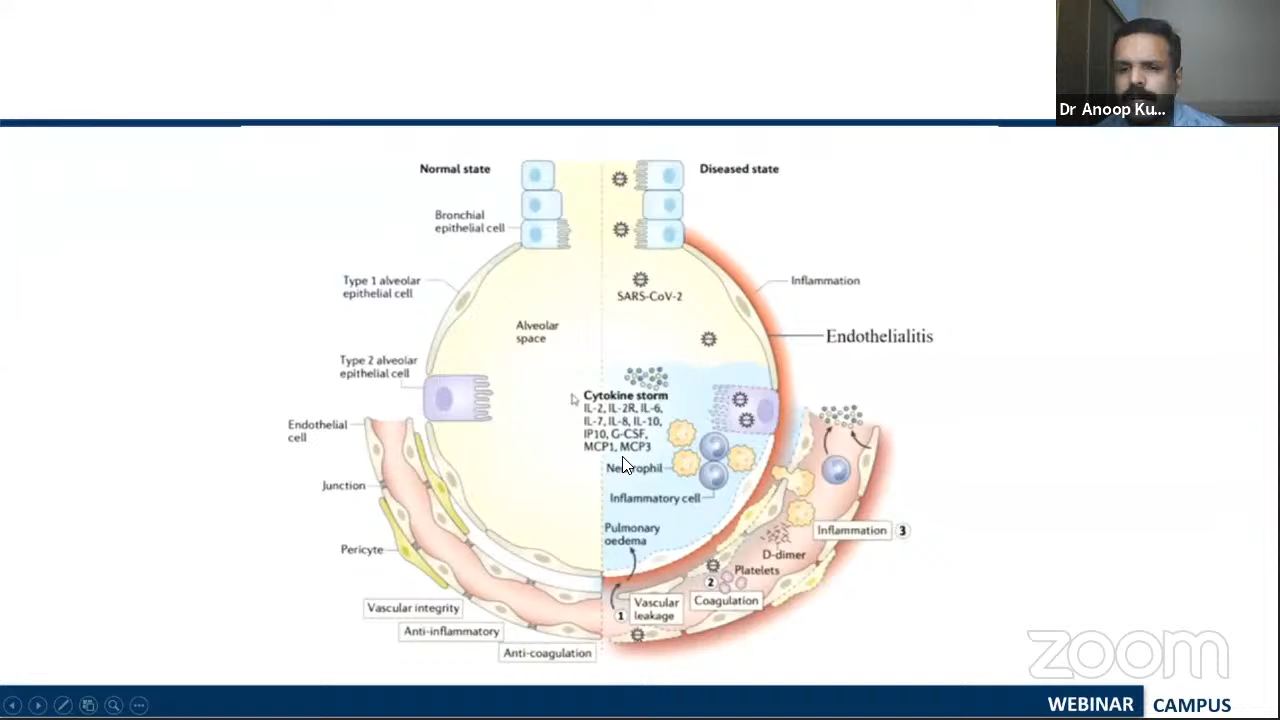 Dr Anoop Ku...
Normal state
Diseased state
Bronchial
epithelial cell
Type 1 alveolar
epithelial cell
Inflammation
SARS-CoV-2
Alveolar
space
Endothelialitis
Type 2 alveolar
epithelial cell
Cytokine storm
IL-2, IL-2R, IL-6,
IL-7, IL-8, IL-10,
IP10, G-CSF,
MCP1, MCP3
Endothelial
cell
Neutrophil
Junction
Inflammatory cell
Pulmonary
oedema
Inflammation 3
Pericyte
D-dimer
Platelets
2
Coagulation
Vascular integrity
1 Vascular
leakage
Anti-inflammatory
Anti-coagulation
zoom
WEBINAR CAMPUS